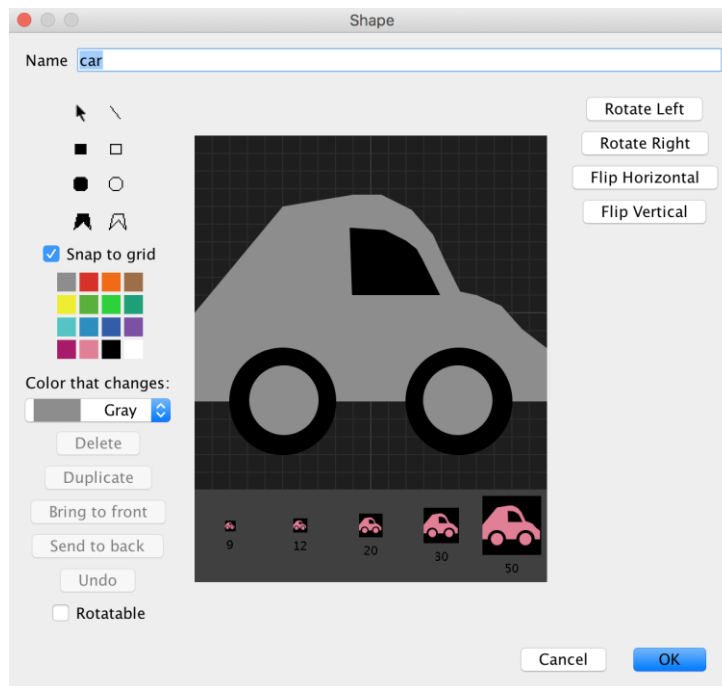 Shape
Name car
Rotate Left
Rotate Right
Flip Horizontal
Flip Vertical
Snap to grid
Color that changes:
Gray
Delete
Duplicate
Bring to front
Send to back
Undo
Rotatable
9 12 20 30 50
Cancel OK